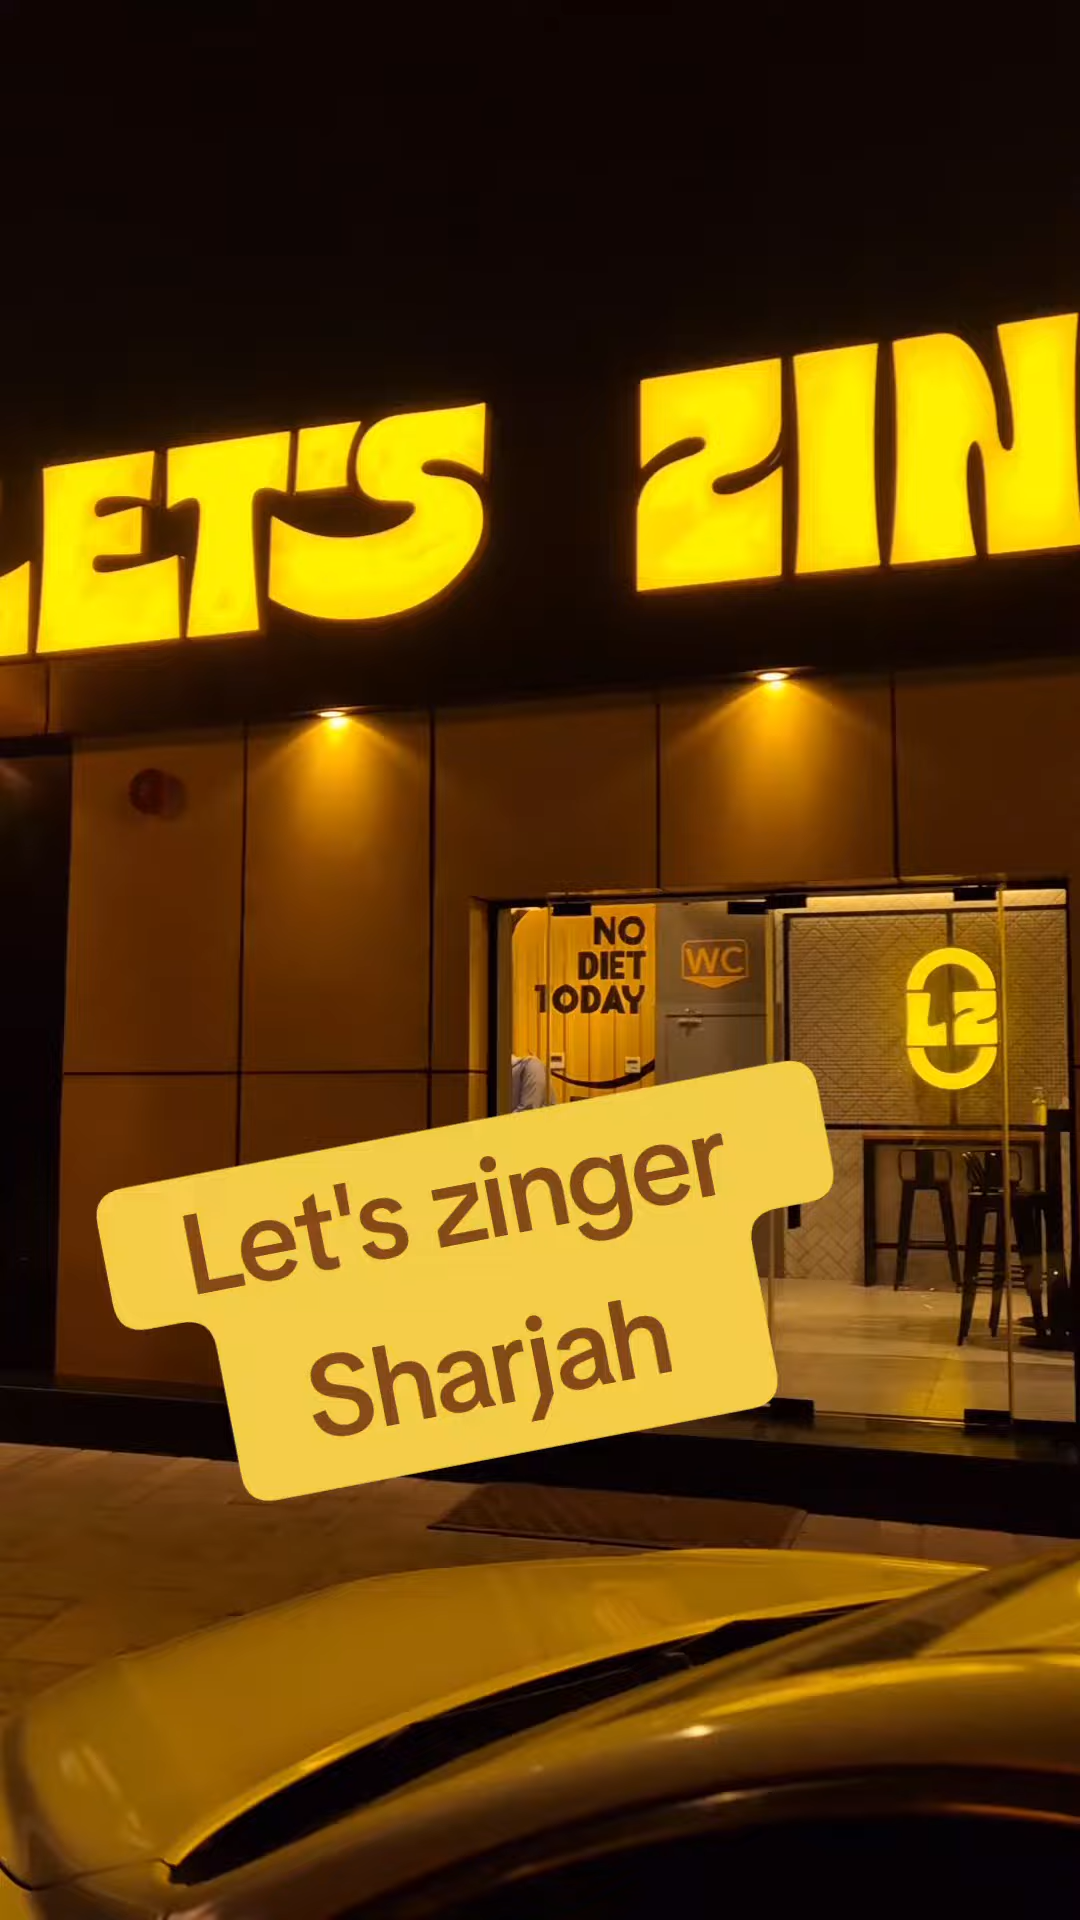 LET'S ZIN
NO
DIET
TODAY
WC
LZ
Let's zinger
Sharjah